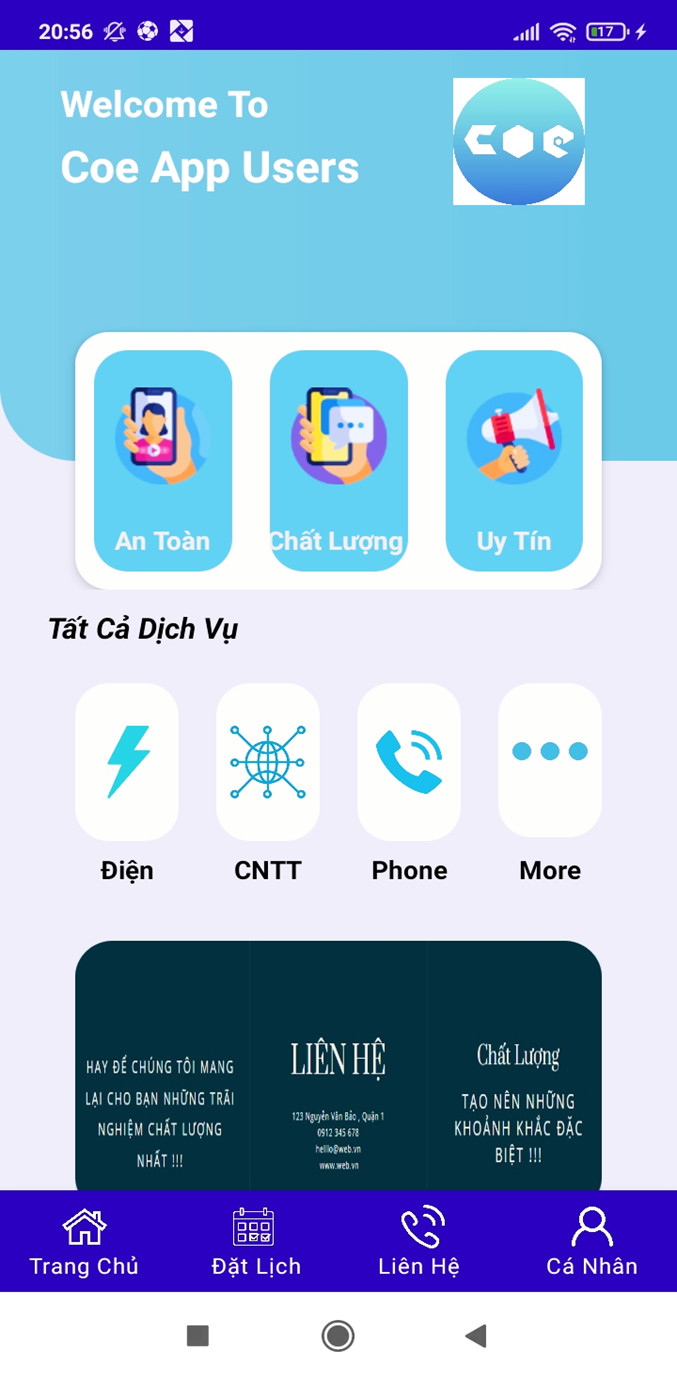 20:56
17
Welcome To
Coe App Users
COE
An Toàn
Chất Lượng
Uy Tín
Tất Cả Dịch Vụ
Điện
CNTT
Phone
More
HAY ĐỂ CHÚNG TÔI MANG
LẠI CHO BẠN NHỮNG TRÃI
NGHIỆM CHẤT LƯỢNG
NHẤT !!!
LIÊN HỆ
123 Nguyễn Văn Bảo , Quận 1
0912 345 678
helllo@web.vn
www.web.vn
Chất Lượng
TẠO NÊN NHỮNG
KHOẢNH KHẮC ĐẶC
BIỆT !!!
Trang Chủ
Đặt Lịch
Liên Hệ
Cá Nhân